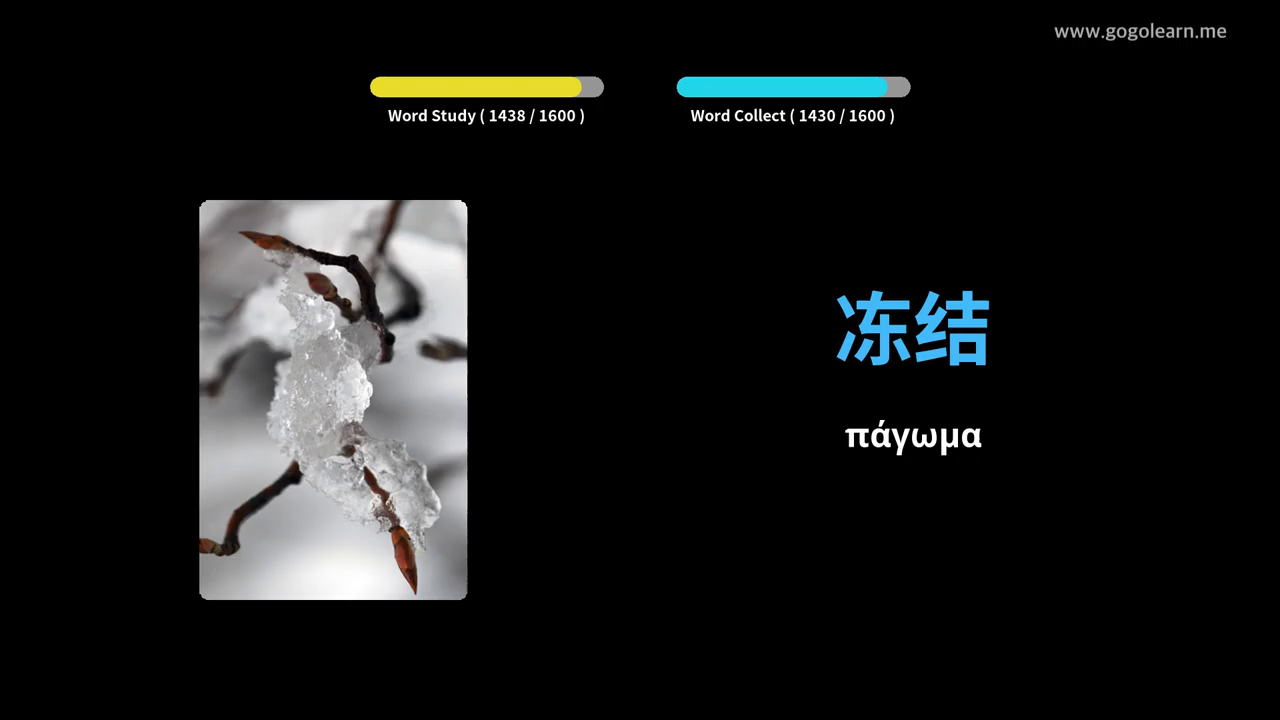 www.gogolearn.me
Word Study ( 1438 / 1600 )
Word Collect ( 1430 / 1600 )
冻结
πάγωμα